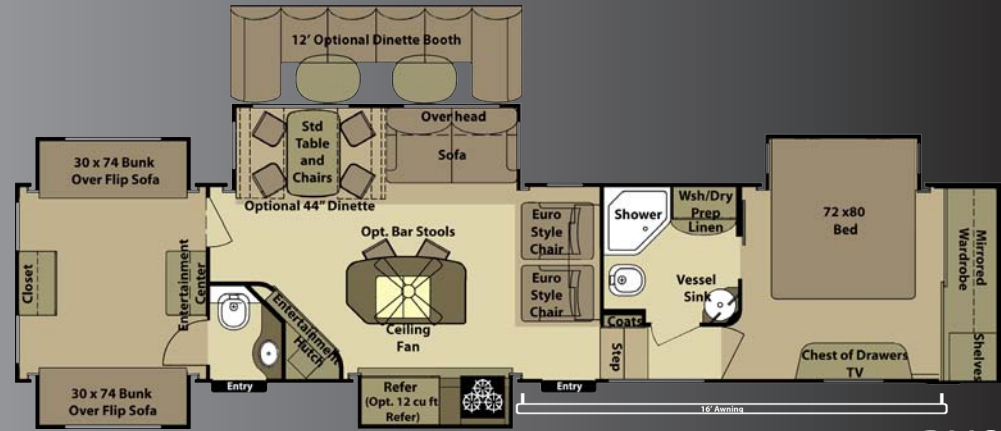 12' Optional Dinette Booth
Std
Table
and
Chairs
Overhead
Sofa
Optional 44" Dinette
30 x 74 Bunk
Over Flip Sofa
Closet
Entertainment
Center
Opt. Bar Stools
Ceiling
Fan
Entertainment
Hutch
Euro
Style
Chair
Euro
Style
Chair
Shower
Wsh/Dry
Prep
Linen
Vessel
Sink
72 x80
Bed
Mirrored
Wardrobe
Shelves
Coats
Step
Chest of Drawers
TV
30 x 74 Bunk
Over Flip Sofa
Entry
Refer
(Opt. 12 cu ft
Refer)
Entry
16' Awning